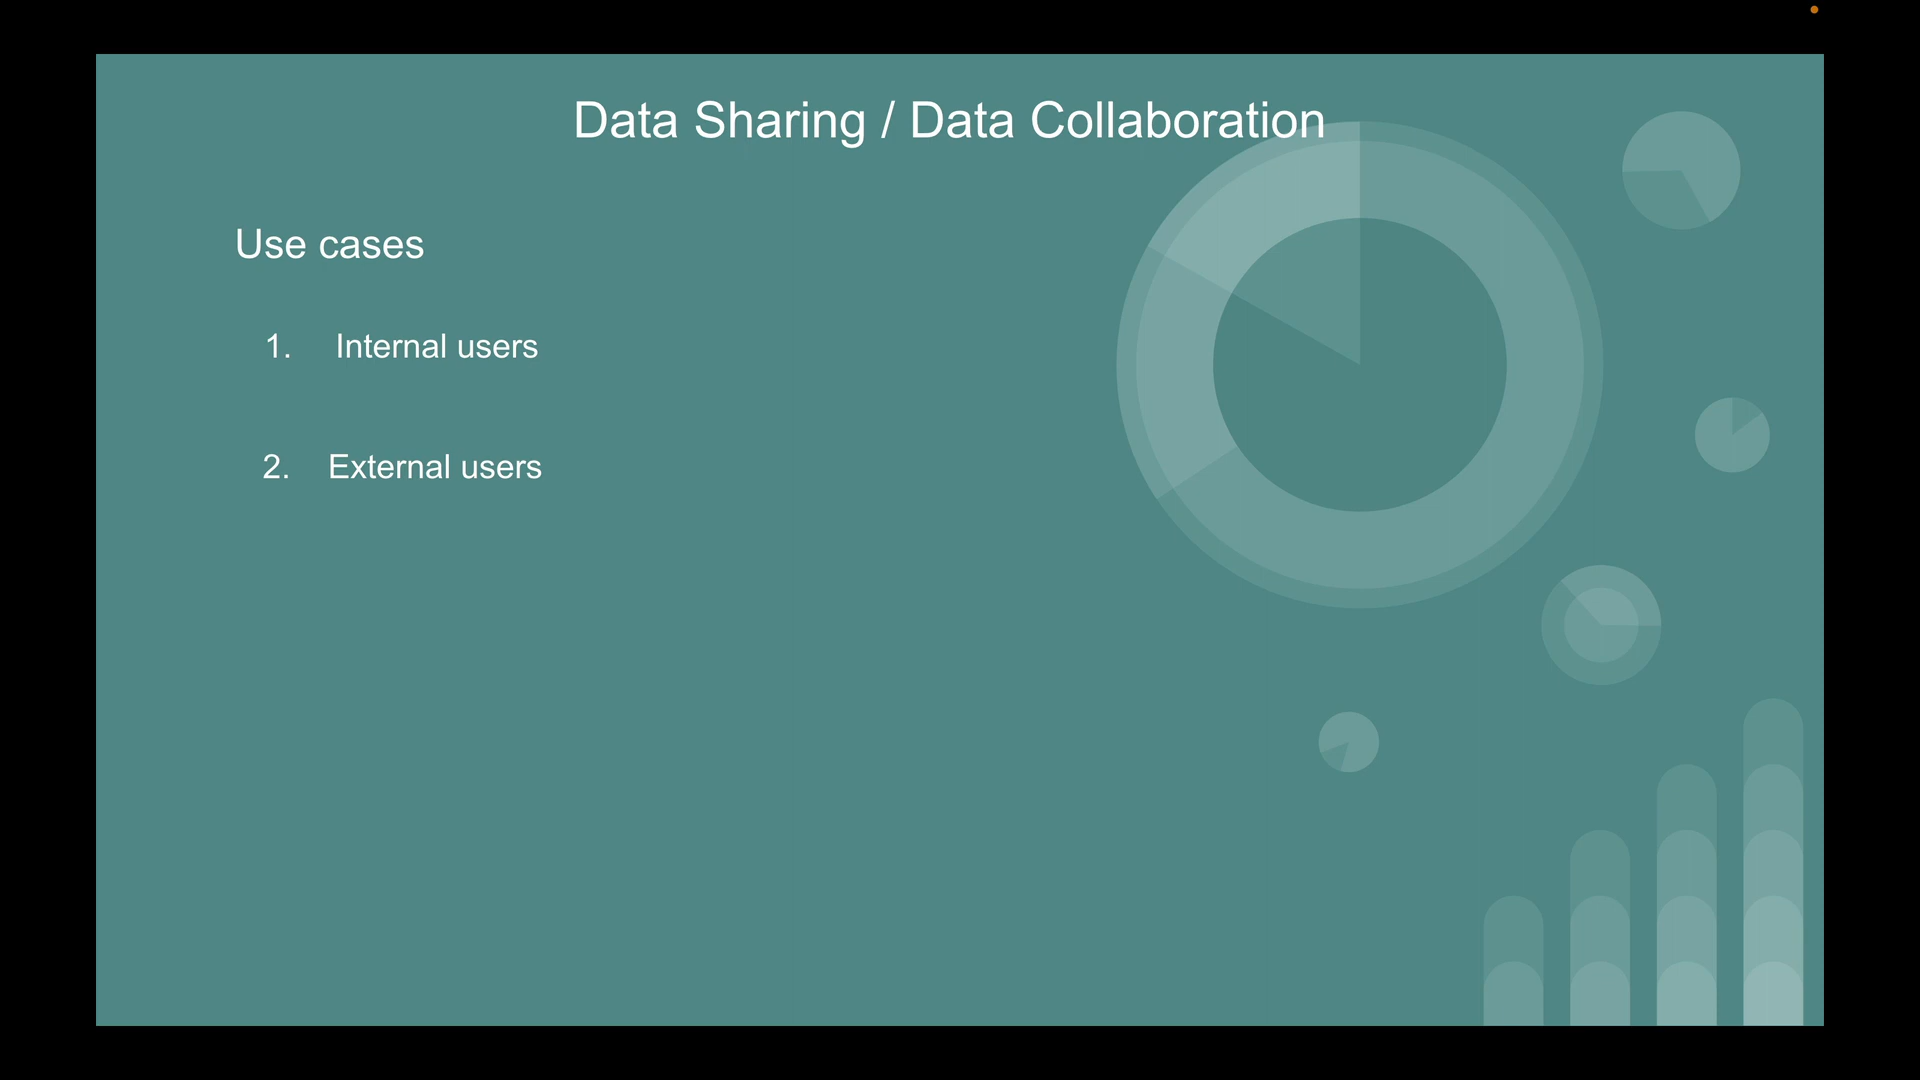 Data Sharing / Data Collaboration
Use cases
1. Internal users
2. External users